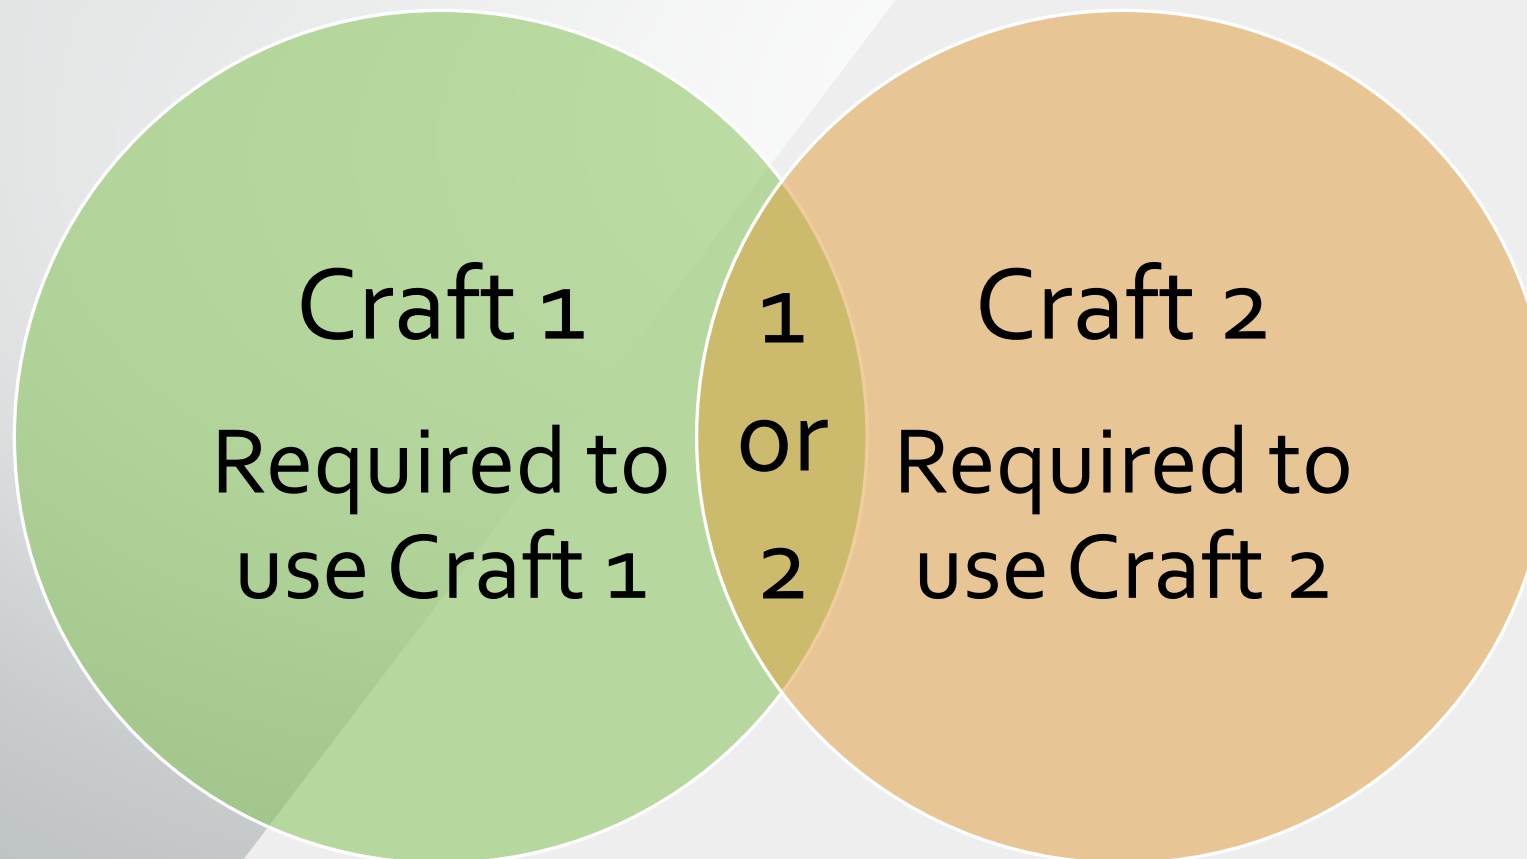 Craft 1
Required to
use Craft 1
1
or
2
Craft 2
Required to
use Craft 2